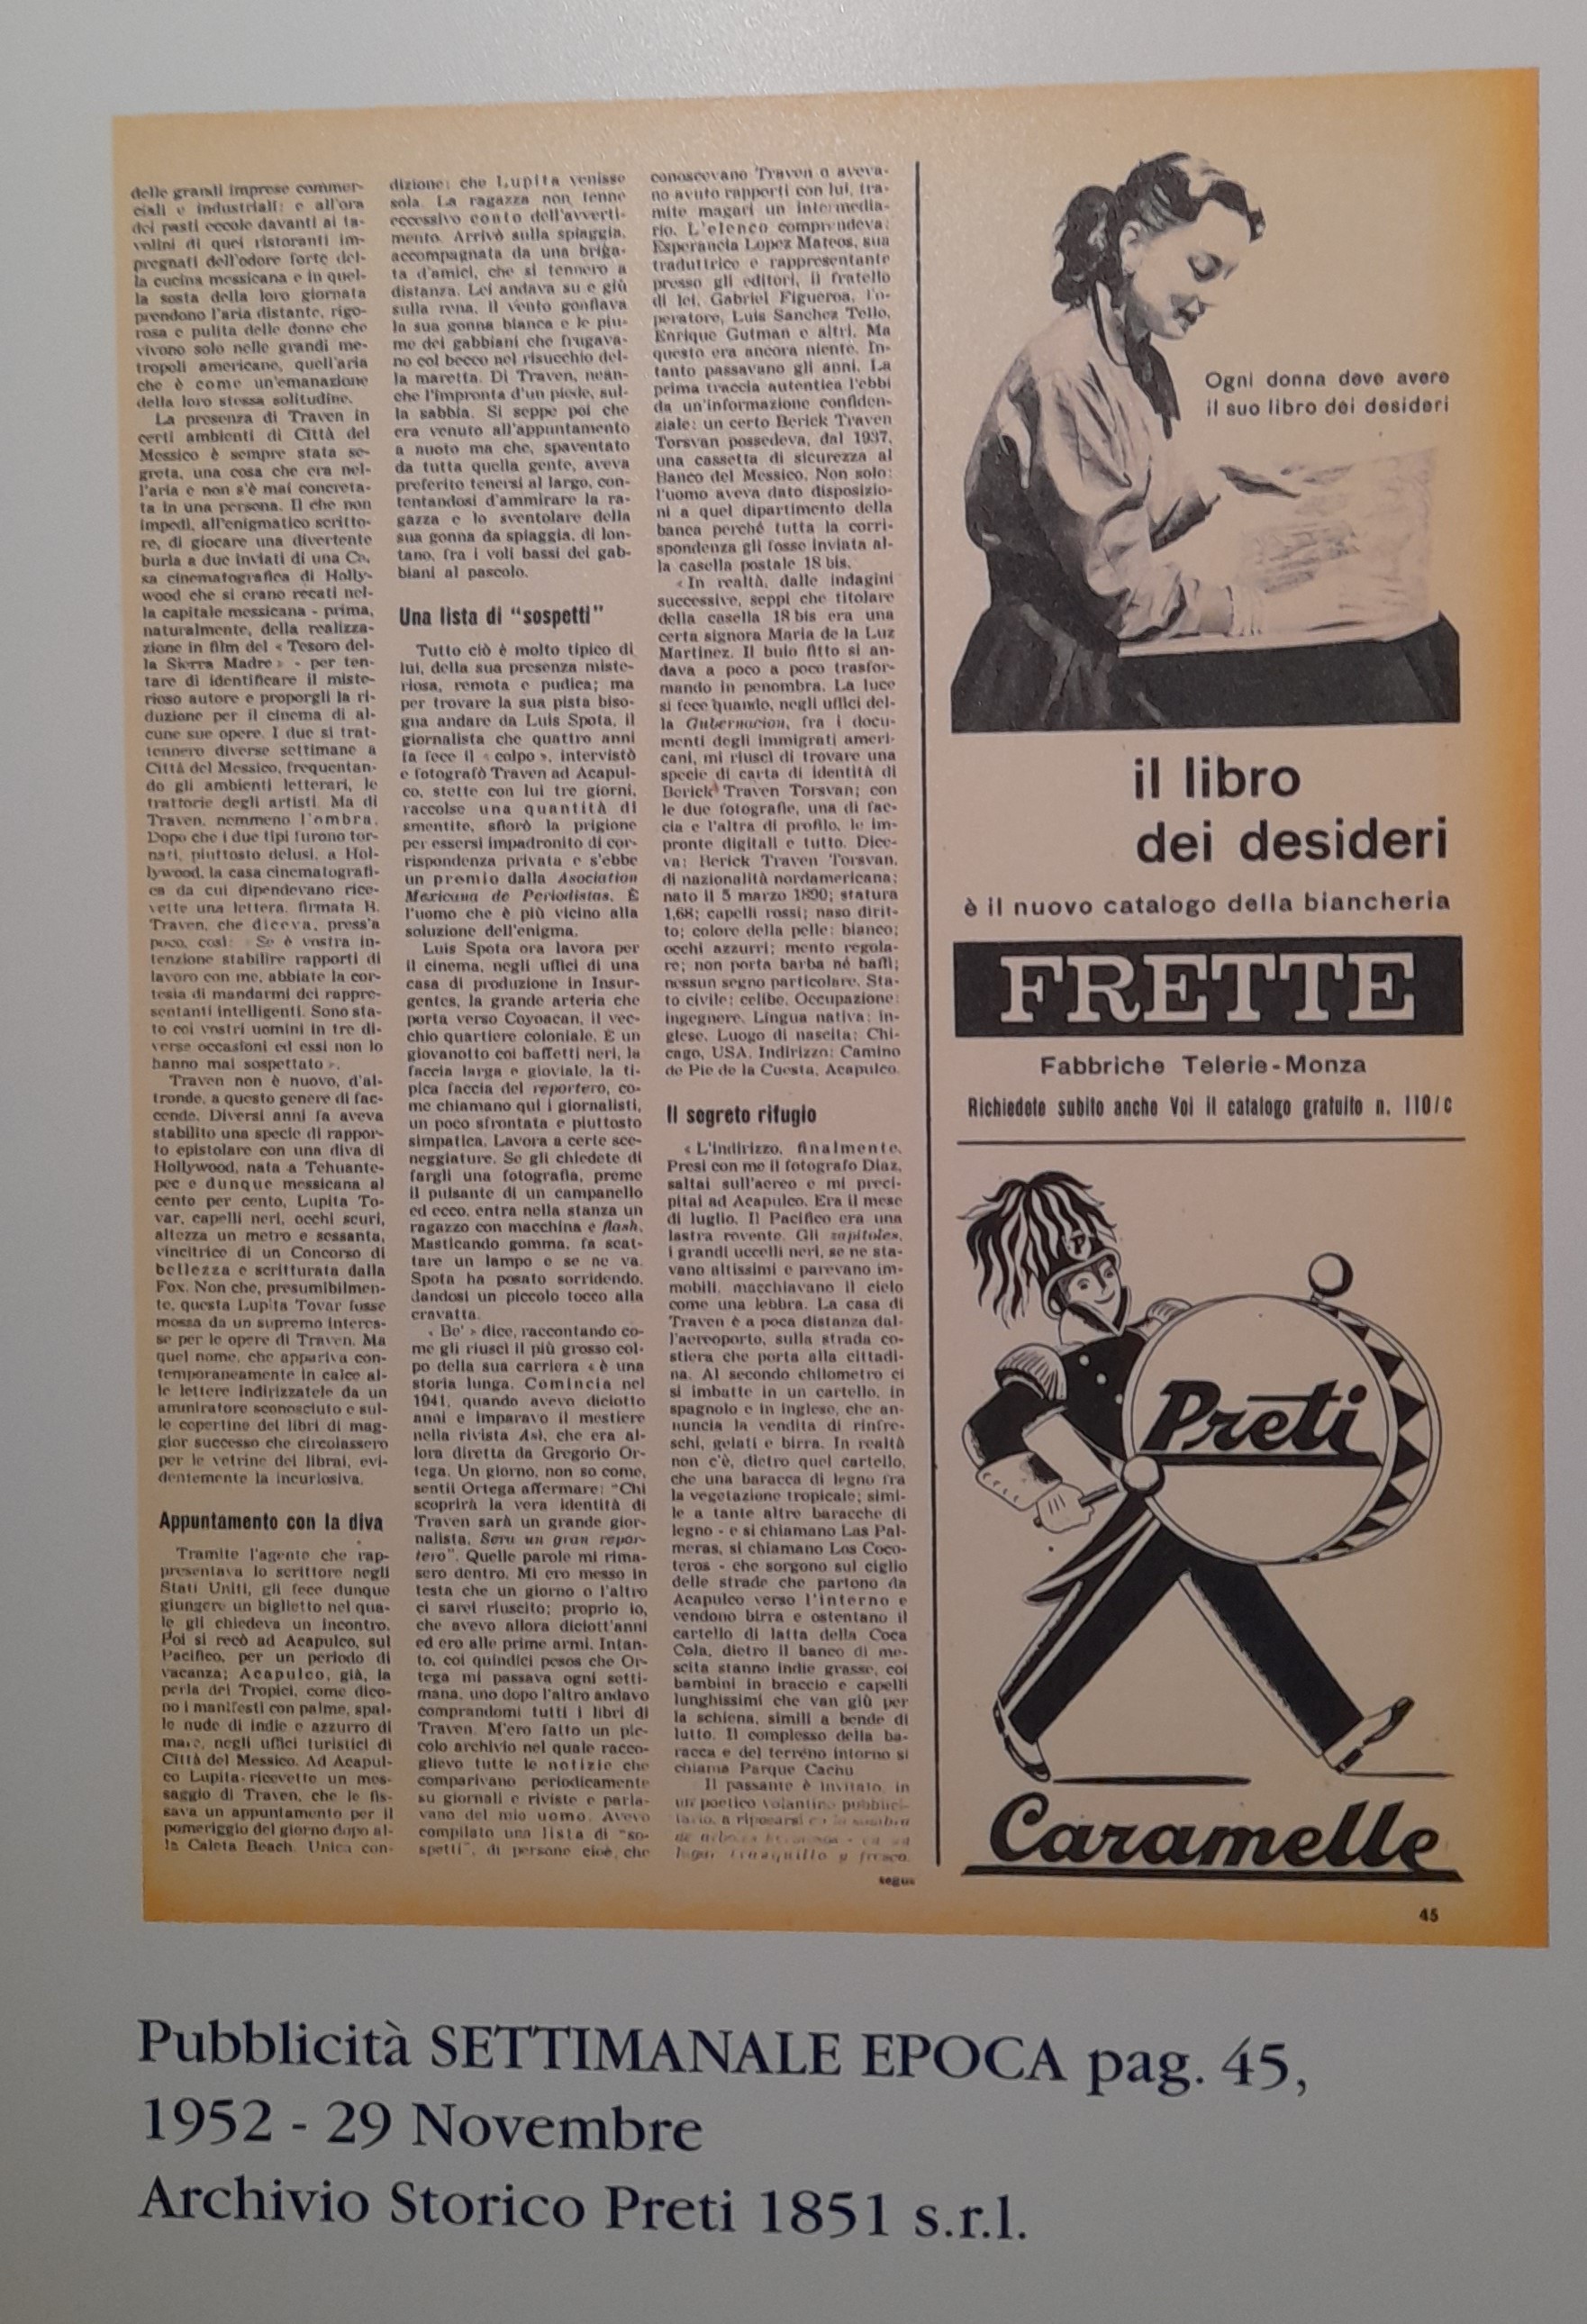 delle grandi imprese commer-
ciali e industriali: e all'ora
dei pasti eccole davanti ai ta-
volini di quei ristoranti im-
pregnati dell'odore forte del-
la cucina messicana e in quel-
la sosta della loro giornata
prendono l'aria distante, rigo-
rosa e pulita delle donne che
vivono solo nelle grandi me-
tropoli americane, quell'aria
che è come un'emanazione
della loro stessa solitudine.
La presenza di Traven in
certi ambienti di Città del
Messico è sempre stata se-
greta, una cosa che era nel-
l'aria e non s'è mai concreta-
ta in una persona. Il che non
impedì, all'enigmatico scritto-
re, di giocare una divertente
burla a due inviati di una Ca-
sa cinematografica di Holly-
wood che si erano recati nel-
la capitale messicana - prima,
naturalmente, della realizza-
zione in film del « Tesoro del-
la Sierra Madre » - per ten-
tare di identificare il miste-
rioso autore e proporgli la ri-
duzione per il cinema di al-
cune sue opere. I due si trat-
tennero diverse settimane a
Città del Messico, frequentan-
do gli ambienti letterari, le
trattorie degli artisti. Ma di
Traven, nemmeno l'ombra.
Dopo che i due tipi furono tor-
nati, piuttosto delusi, a Hol-
lywood, la casa cinematografi-
ca da cui dipendevano rice-
vette una lettera, firmata B.
Traven, che diceva, press'a
poco, così: « Se è vostra in-
tenzione stabilire rapporti di
lavoro con me, abbiate la cor-
tesia di mandarmi dei rappre-
sentanti intelligenti. Sono sta-
to coi vostri uomini in tre di-
verse occasioni ed essi non lo
hanno mai sospettato ».
Traven non è nuovo, d'al-
tronde, a questo genere di fac-
cende. Diversi anni fa aveva
stabilito una specie di rappor-
to epistolare con una diva di
Hollywood, nata a Tehuante-
pec e dunque messicana al
cento per cento, Lupita To-
var, capelli neri, occhi scuri,
altezza un metro e sessanta,
vincitrice di un Concorso di
bellezza e scritturata dalla
Fox. Non che, presumibilmen-
te, questa Lupita Tovar fosse
mossa da un supremo interes-
se per le opere di Traven. Ma
quel nome, che appariva con-
temporaneamente in calce al-
le lettere indirizzatele da un
ammiratore sconosciuto e sul-
le copertine dei libri di mag-
gior successo che circolassero
per le vetrine dei librai, evi-
dentemente la incuriosiva.
Appuntamento con la diva
Tramite l'agente che rap-
presentava lo scrittore negli
Stati Uniti, gli fece dunque
giungere un biglietto nel qua-
le gli chiedeva un incontro.
Poi si recò ad Acapulco, sul
Pacifico, per un periodo di
vacanza; Acapulco, già, la
perla dei Tropici, come dico-
no i manifesti con palme, spal-
le nude di indie e azzurro di
mare, negli uffici turistici di
Città del Messico. Ad Acapul-
co Lupita ricevette un mes-
saggio di Traven, che le fis-
sava un appuntamento per il
pomeriggio del giorno dopo al-
la Caleta Beach. Unica con-
dizione: che Lupita venisse
sola. La ragazza non tenne
eccessivo conto dell'avverti-
mento. Arrivò sulla spiaggia,
accompagnata da una briga-
ta d'amici, che si tennero a
distanza. Lei andava su e giù
sulla rena. Il vento gonfiava
la sua gonna bianca e le piu-
me dei gabbiani che frugava-
no col becco nel risucchio del-
la maretta. Di Traven, nean-
che l'impronta d'un piede, sul-
la sabbia. Si seppe poi che
era venuto all'appuntamento
a nuoto ma che, spaventato
da tutta quella gente, aveva
preferito tenersi al largo, con-
tentandosi d'ammirare la ra-
gazza e lo sventolare della
sua gonna da spiaggia, di lon-
tano, fra i voli bassi dei gab-
biani al pascolo.
Una lista di "sospetti"
Tutto ciò è molto tipico di
lui, della sua presenza miste-
riosa, remota e pudica; ma
per trovare la sua pista biso-
gna andare da Luis Spota, il
giornalista che quattro anni
fa fece il « colpo », intervistò
e fotografò Traven ad Acapul-
co, stette con lui tre giorni,
raccolse una quantità di
smentite, sfiorò la prigione
per essersi impadronito di cor-
rispondenza privata e s'ebbe
un premio dalla Asociation
Mexicana de Periodistas. È
l'uomo che è più vicino alla
soluzione dell'enigma.
Luis Spota ora lavora per
il cinema, negli uffici di una
casa di produzione in Insur-
gentes, la grande arteria che
porta verso Coyoacan, il vec-
chio quartiere coloniale. È un
giovanotto coi baffetti neri, la
faccia larga e gioviale, la ti-
pica faccia del reportero, co-
me chiamano qui i giornalisti,
un poco sfrontata e piuttosto
simpatica. Lavora a certe sce-
neggiature. Se gli chiedete di
fargli una fotografia, preme
il pulsante di un campanello
ed ecco, entra nella stanza un
ragazzo con macchina e flash.
Masticando gomma, fa scat-
tare un lampo e se ne va.
Spota ha posato sorridendo,
dandosi un piccolo tocco alla
cravatta.
« Be' » dice, raccontando co-
me gli riuscì il più grosso col-
po della sua carriera « è una
storia lunga. Comincia nel
1941, quando avevo diciotto
anni e imparavo il mestiere
nella rivista Asì, che era al-
lora diretta da Gregorio Or-
tega. Un giorno, non so come,
sentii Ortega affermare: "Chi
scoprirà la vera identità di
Traven sarà un grande gior-
nalista, Sera un gran repor-
tero". Quelle parole mi rima-
sero dentro. Mi ero messo in
testa che un giorno o l'altro
ci sarei riuscito; proprio io,
che avevo allora diciott'anni
ed ero alle prime armi. Intan-
to, coi quindici pesos che Or-
tega mi passava ogni setti-
mana, uno dopo l'altro andavo
comprandomi tutti i libri di
Traven. M'ero fatto un pic-
colo archivio nel quale racco-
glievo tutte le notizie che
comparivano periodicamente
su giornali e riviste e parla-
vano del mio uomo. Avevo
compilato una lista di "so-
spetti", di persone cioè, che
conoscevano Traven o aveva-
no avuto rapporti con lui, tra-
mite magari un intermedia-
rio. L'elenco comprendeva:
Esperancia Lopez Mateos, sua
traduttrice e rappresentante
presso gli editori, il fratello
di lei, Gabriel Figueroa, l'o-
peratore, Luis Sanchez Tello,
Enrique Gutman e altri. Ma
questo era ancora niente. In-
tanto passavano gli anni. La
prima traccia autentica l'ebbi
da un'informazione confiden-
ziale: un certo Berick Traven
Torsvan possedeva, dal 1937,
una cassetta di sicurezza al
Banco del Messico. Non solo:
l'uomo aveva dato disposizio-
ni a quel dipartimento della
banca perché tutta la corri-
spondenza gli fosse inviata al-
la casella postale 18 bis.
« In realtà, dalle indagini
successive, seppi che titolare
della casella 18 bis era una
certa signora Maria de la Luz
Martinez. Il buio fitto si an-
dava a poco a poco trasfor-
mando in penombra. La luce
si fece quando, negli uffici del-
la Gubernacion, fra i docu-
menti degli immigrati ameri-
cani, mi riuscì di trovare una
specie di carta di identità di
Berick Traven Torsvan; con
le due fotografie, una di fac-
cia e l'altra di profilo, le im-
pronte digitali e tutto. Dice-
va: Berick Traven Torsvan,
di nazionalità nordamericana;
nato il 5 marzo 1890; statura
1,68; capelli rossi; naso dirit-
to; colore della pelle: bianco;
occhi azzurri; mento regola-
re; non porta barba né baffi;
nessun segno particolare. Sta-
to civile: celibe. Occupazione:
ingegnere. Lingua nativa: in-
glese. Luogo di nascita: Chi-
cago, USA. Indirizzo: Camino
de Pie de la Cuesta, Acapulco.
Il segreto rifugio
« L'indirizzo, finalmente.
Presi con me il fotografo Diaz,
saltai sull'aereo e mi preci-
pitai ad Acapulco. Era il mese
di luglio. Il Pacifico era una
lastra rovente. Gli zopilotes,
i grandi uccelli neri, se ne sta-
vano altissimi e parevano im-
mobili, macchiavano il cielo
come una lebbra. La casa di
Traven è a poca distanza dal-
l'aereoporto, sulla strada co-
stiera che porta alla cittadi-
na. Al secondo chilometro ci
si imbatte in un cartello, in
spagnolo e in inglese, che an-
nuncia la vendita di rinfre-
schi, gelati e birra. In realtà
non c'è, dietro quel cartello,
che una baracca di legno fra
la vegetazione tropicale; simi-
le a tante altre baracche di
legno - e si chiamano Las Pal-
meras, si chiamano Los Coco-
teros - che sorgono sul ciglio
delle strade che partono da
Acapulco verso l'interno e
vendono birra e ostentano il
cartello di latta della Coca
Cola, dietro il banco di me-
scita stanno indie grasse, coi
bambini in braccio e capelli
lunghissimi che van giù per
la schiena, simili a bende di
lutto. Il complesso della ba-
racca e del terreno intorno si
chiama Parque Cachu
Il passante è invitato, in
un poetico volantino pubblici-
tario, a riposarsi
lugar tranquillo y fresco.
segue
Ogni donna deve avere
il suo libro dei desideri
il libro
dei desideri
è il nuovo catalogo della biancheria
FRETTE
Fabbriche Telerie-Monza
Richiedete subito anche Voi il catalogo gratuito n. 110/C
P
Preti
Caramelle
45
Pubblicità SETTIMANALE EPOCA pag. 45,
1952 - 29 Novembre
Archivio Storico Preti 1851 s.r.l.